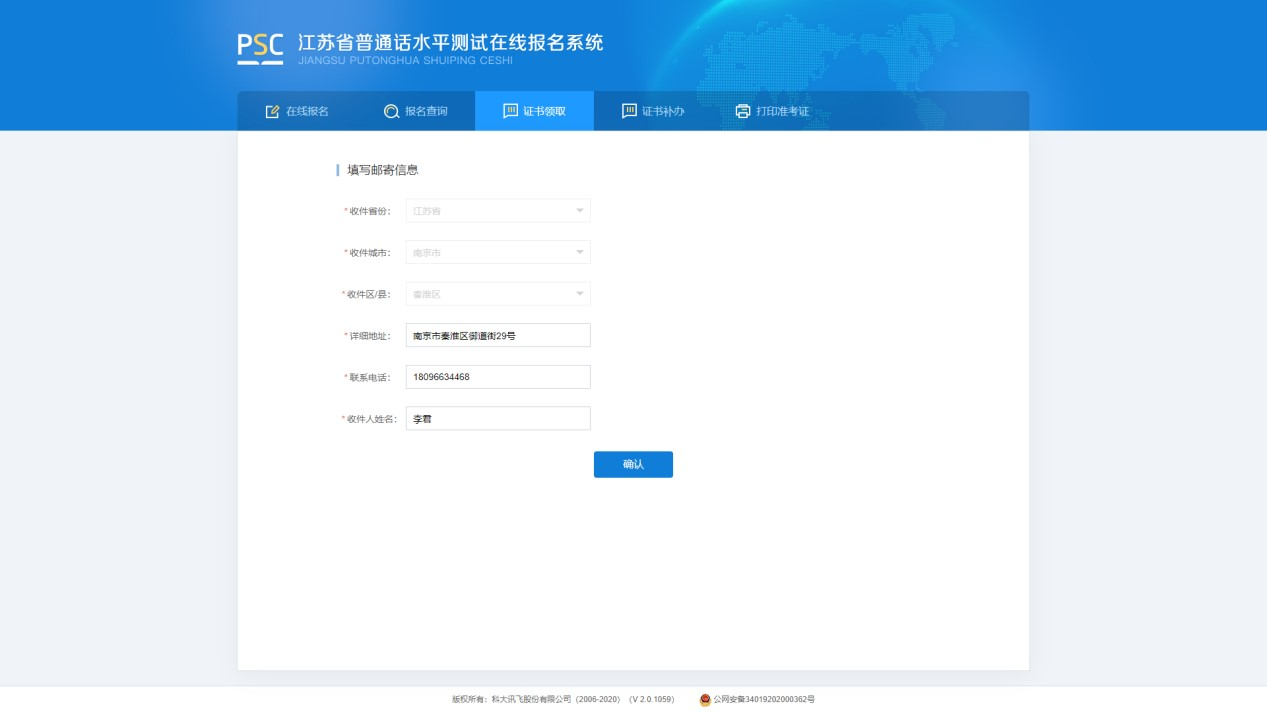 PSC 江苏省普通话水平测试在线报名系统
JIANGSU PUTONGHUA SHUIPING CESHI
在线报名 报名查询 证书领取 证书补办 打印准考证
填写邮寄信息
*收件省份： 江苏省
*收件城市： 南京市
*收件区/县： 秦淮区
*详细地址： 南京市秦淮区御道街29号
*联系电话： 18096634468
*收件人姓名： 李君
确认
版权所有：科大讯飞股份有限公司（2006-2020）（V 2.0.1059） 公网安备34019202000362号